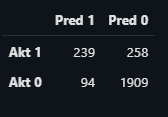 Pred 1 Pred 0
Akt 1 239 258
Akt 0 94 1909